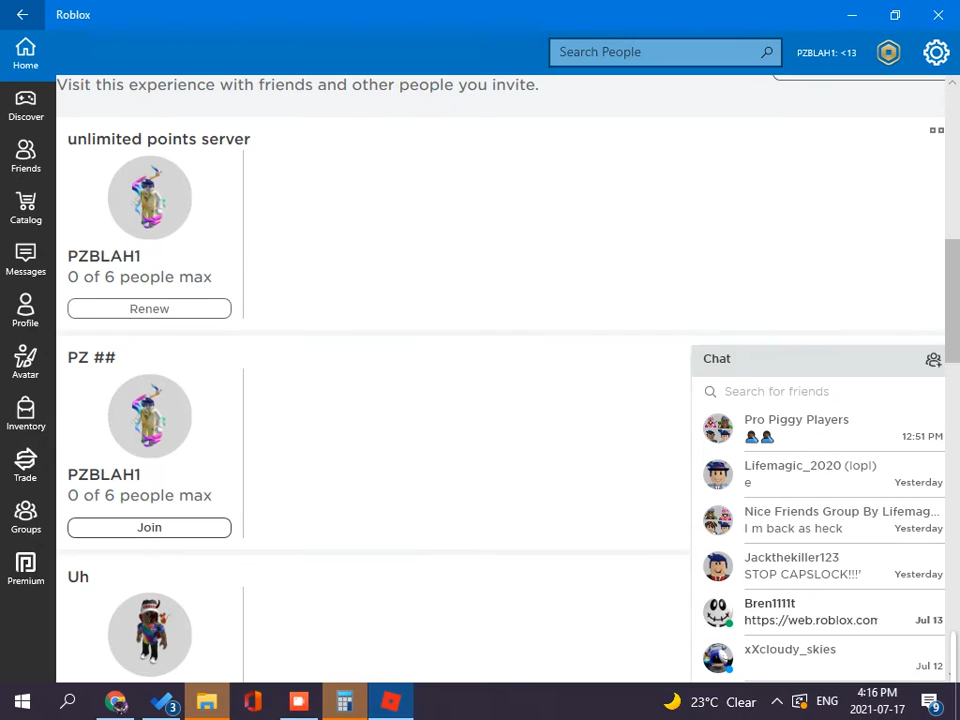 Roblox
Home
Search People
PZBLAH1: <13
Discover
Friends
Catalog
Messages
Profile
Avatar
Inventory
Trade
Groups
Premium
Visit this experience with friends and other people you invite.
unlimited points server
PZBLAH1
0 of 6 people max
Renew
PZ ##
PZBLAH1
0 of 6 people max
Join
Uh
Chat
Search for friends
Pro Piggy Players
12:51 PM
Lifemagic_2020 (lopl)
e
Yesterday
Nice Friends Group By Lifemag...
I m back as heck
Yesterday
Jackthekiller123
STOP CAPSLOCK!!!'
Yesterday
Bren1111t
https://web.roblox.com
Jul 13
xXcloudy_skies
Jul 12
3
23°C Clear
ENG
4:16 PM
2021-07-17
9